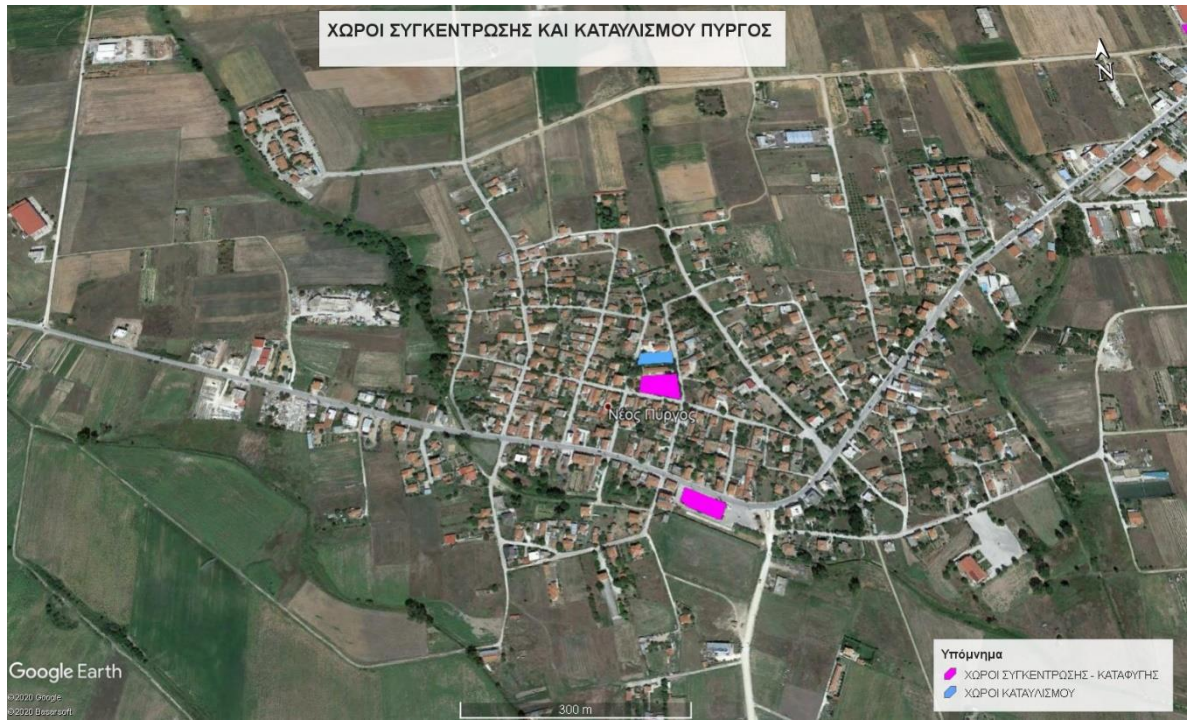 ΧΩΡΟΙ ΣΥΓΚΕΝΤΡΩΣΗΣ ΚΑΙ ΚΑΤΑΥΛΙΣΜΟΥ ΠΥΡΓΟΣ
N
Νέος Πύργος
Υπόμνημα
ΧΩΡΟΙ ΣΥΓΚΕΝΤΡΩΣΗΣ - ΚΑΤΑΦΥΓΗΣ
ΧΩΡΟΙ ΚΑΤΑΥΛΙΣΜΟΥ
Google Earth
©2020 Google
©2020 Basarsoft
300 m